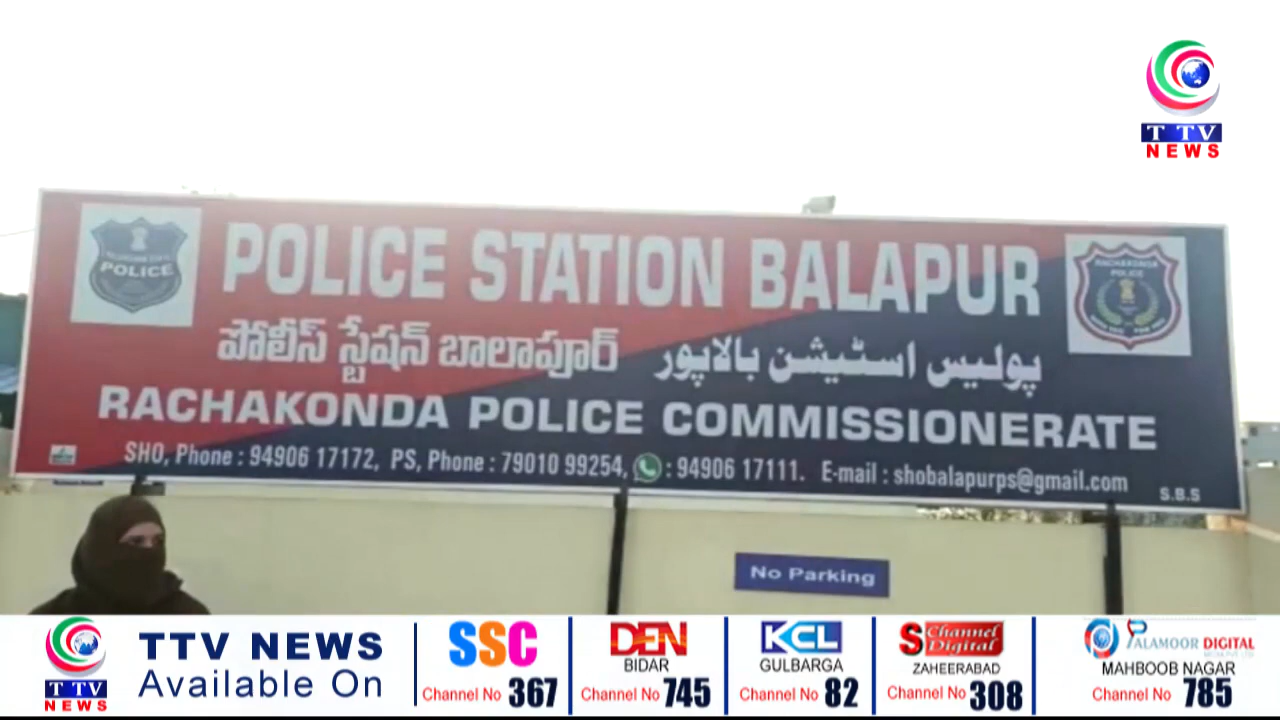 T TV
NEWS
POLICE
POLICE STATION BALAPUR
RACHAKONDA
POLICE
పోలీస్ స్టేషన్ బాలాపూర్
پولیس اسٹیشن بالاپور
RACHAKONDA POLICE COMMISSIONERATE
SHO, Phone : 94906 17172, PS, Phone : 79010 99254, : 94906 17111. E-mail : shobalapurps@gmail.com
S.B.S
No Parking
T TV
NEWS
TTV NEWS
Available On
SSC
Channel No 367
DEN
BIDAR
Channel No 745
KCL
GULBARGA
Channel No 82
S Channel Digital
ZAHEERABAD
Channel No 308
PALAMOOR DIGITAL
MAHBOOB NAGAR
Channel No 785